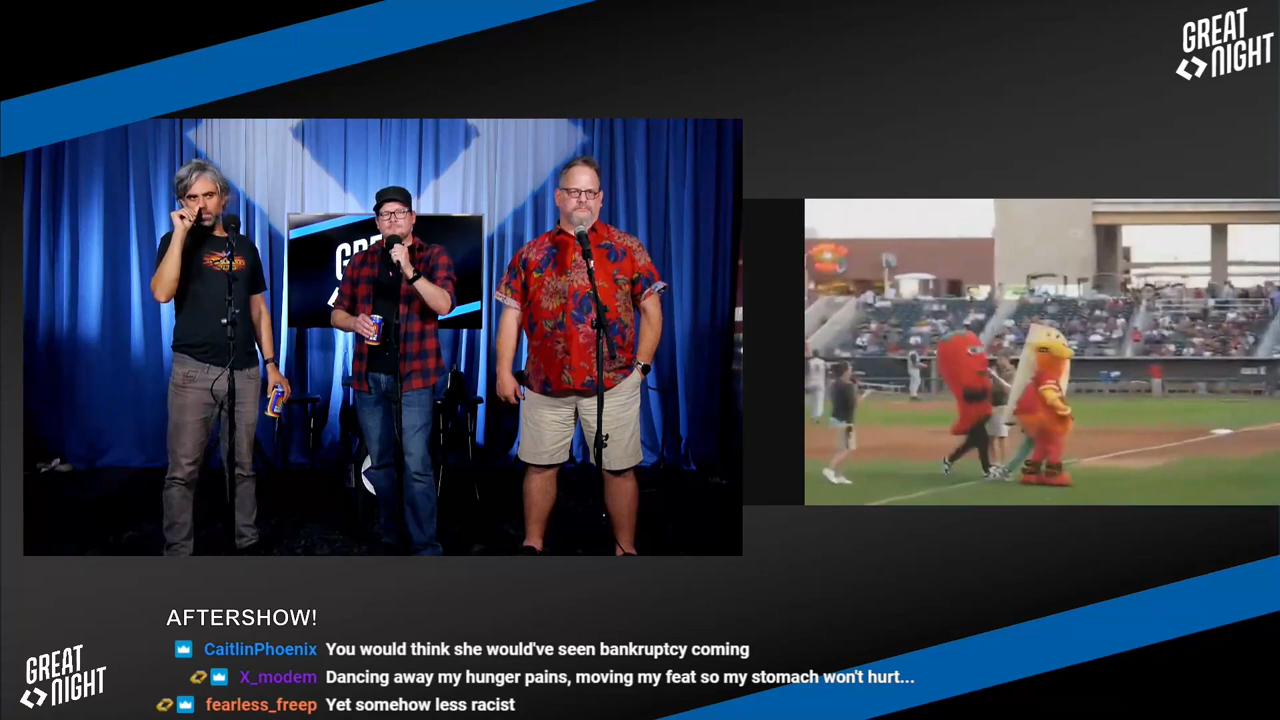 GREAT
NIGHT
GR
AFTERSHOW!
CaitlinPhoenix You would think she would've seen bankruptcy coming
X_modem Dancing away my hunger pains, moving my feat so my stomach won't hurt...
fearless_freep Yet somehow less racist
GREAT
NIGHT